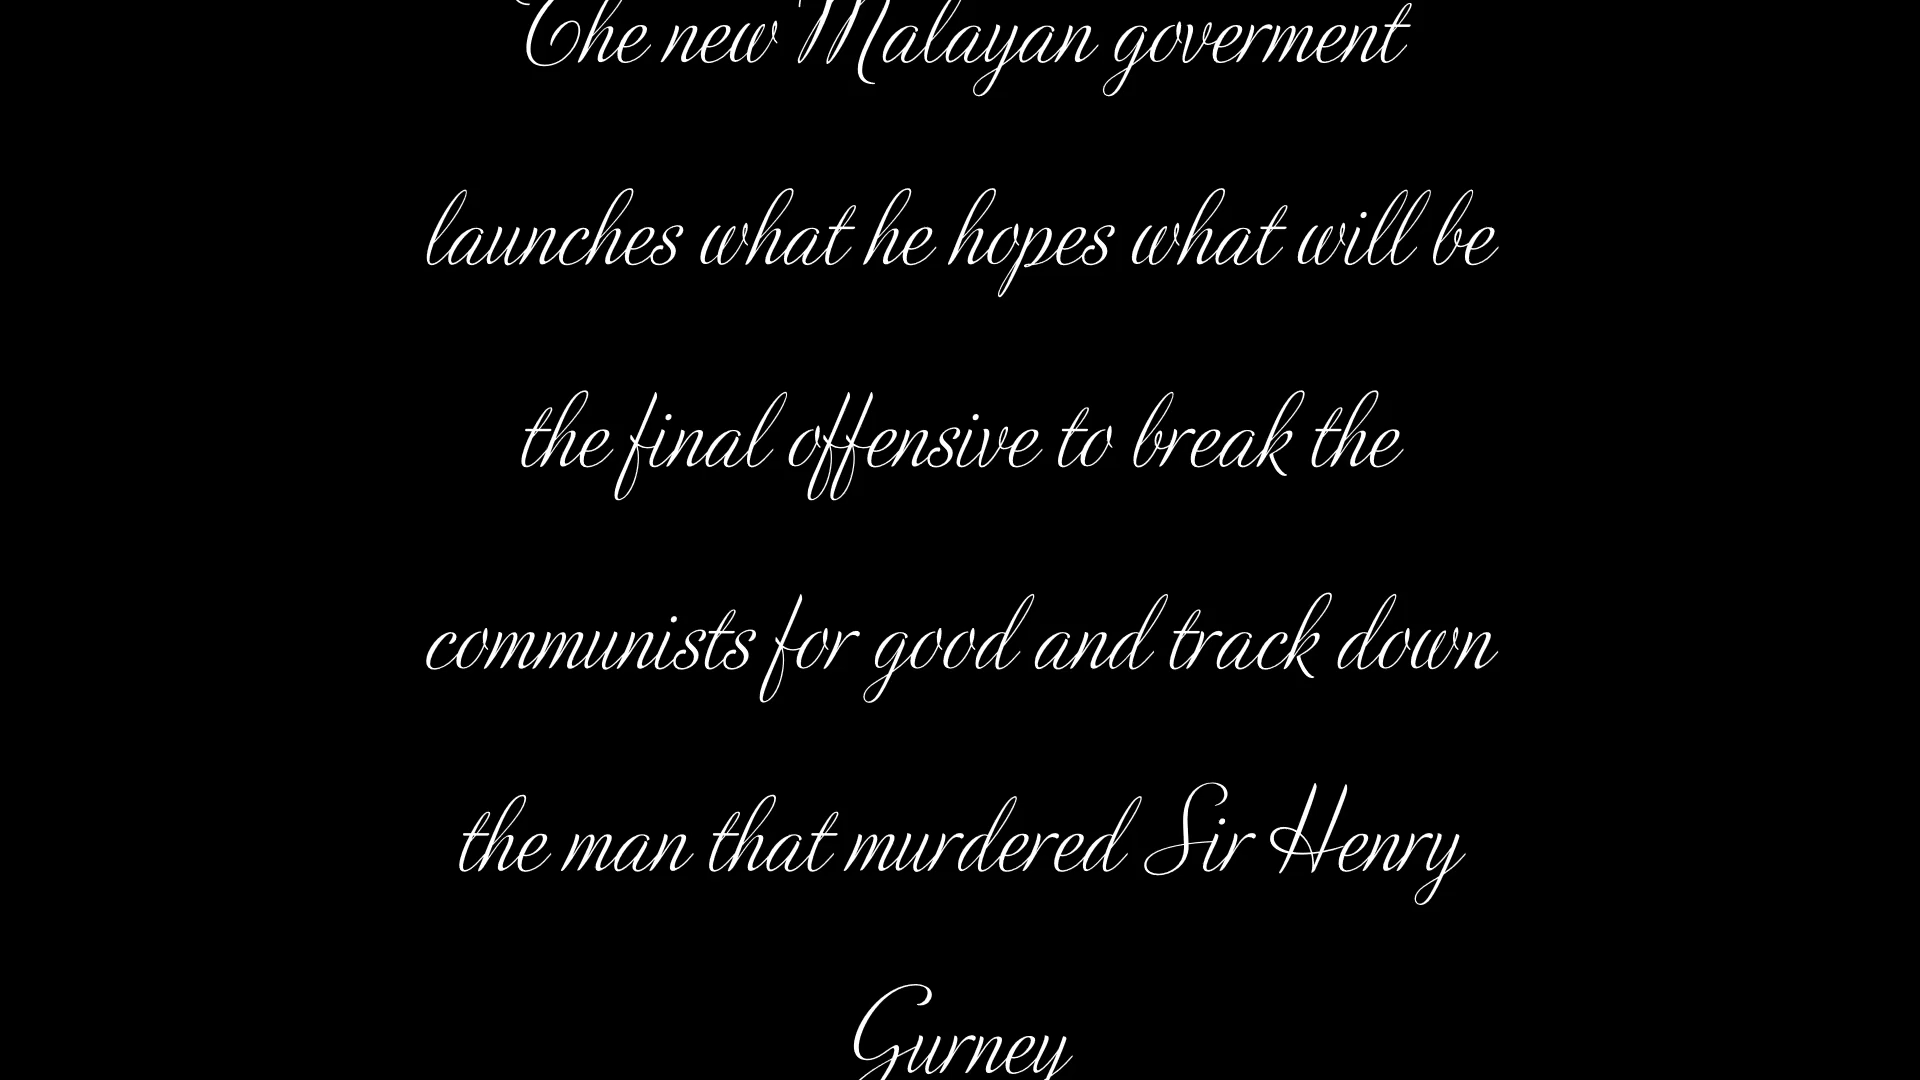 The new Malayan goverment
launches what he hopes what will be
the final offensive to break the
communists for good and track down
the man that murdered Sir Henry
Gurney